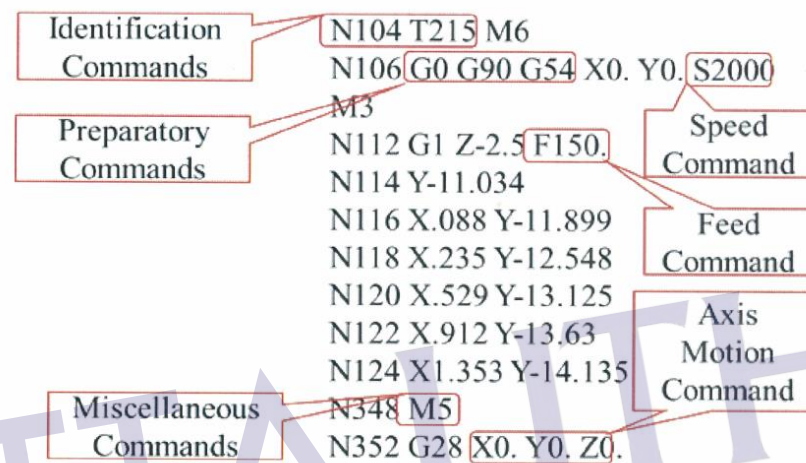 Identification
Commands
N104 T215 M6
N106 G0 G90 G54 X0. Y0. S2000
M3
Preparatory
Commands
Speed
Command
N112 G1 Z-2.5 F150.
N114 Y-11.034
N116 X.088 Y-11.899
N118 X.235 Y-12.548
Feed
Command
N120 X.529 Y-13.125
N122 X.912 Y-13.63
N124 X1.353 Y-14.135
Axis
Motion
Command
Miscellaneous
Commands
N348 M5
N352 G28 X0. Y0. Z0.